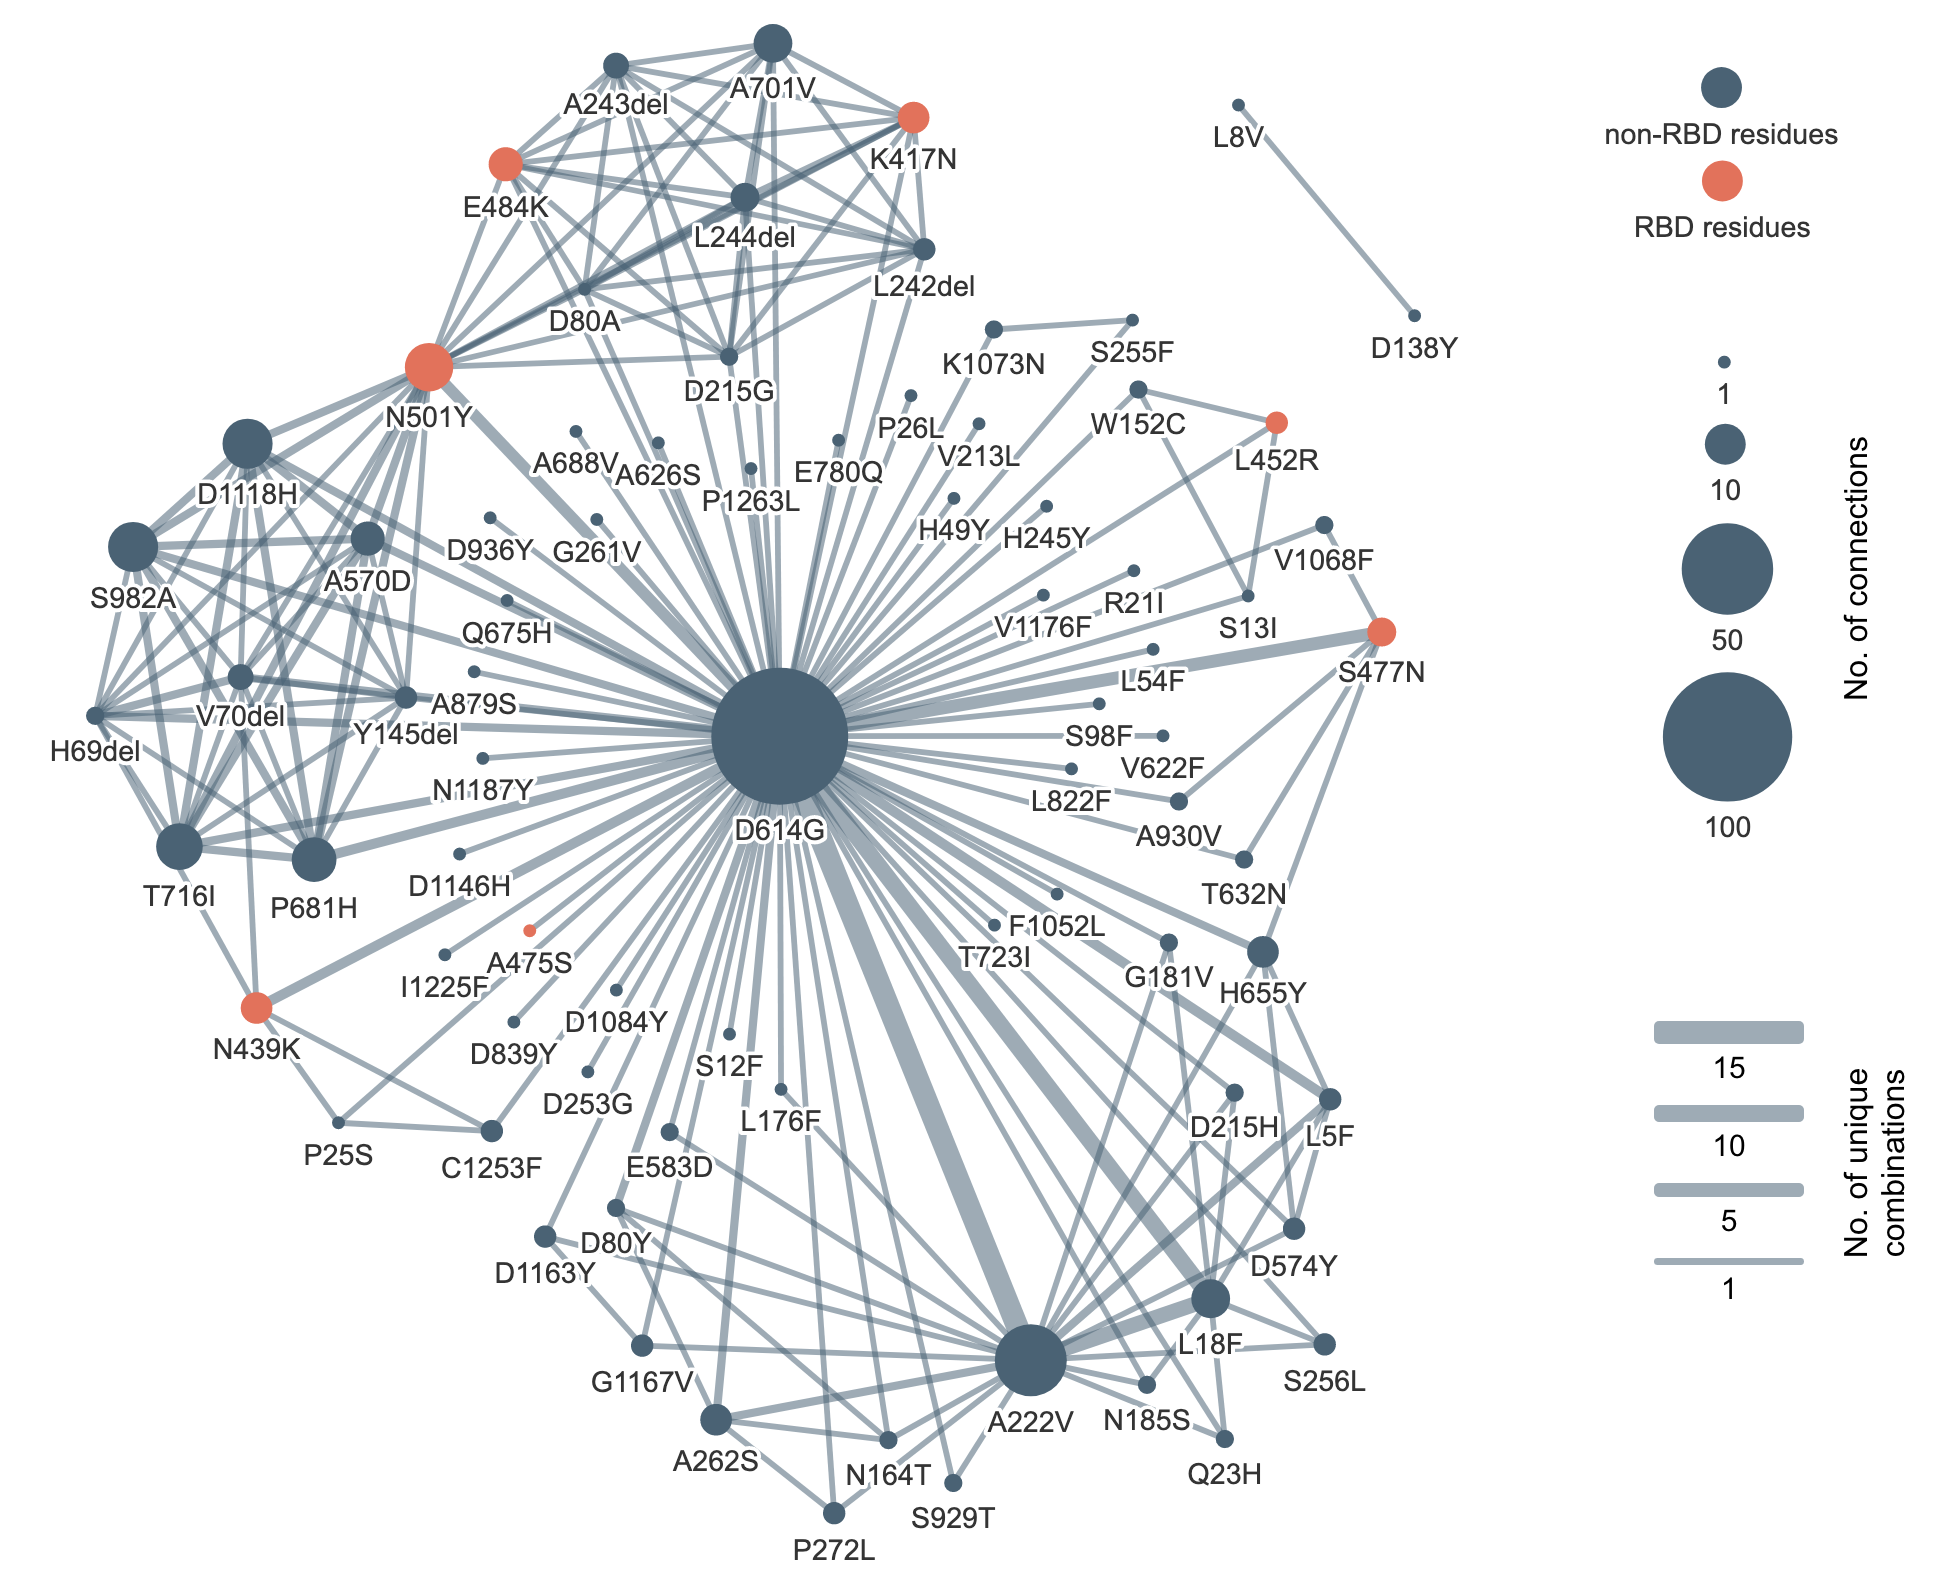 A701V
A243del
K417N
L8V
E484K
L244del
L242del
D80A
D138Y
K1073N
S255F
D215G
N501Y
W152C
P26L
V213L
L452R
A688V
A626S
E780Q
P1263L
D1118H
H49Y
H245Y
D936Y
G261V
V1068F
A570D
S982A
R21I
V1176F
S13I
Q675H
S477N
L54F
A879S
V70del
Y145del
S98F
H69del
V622F
N1187Y
L822F
D614G
A930V
D1146H
T632N
T716I
P681H
F1052L
T723I
A475S
I1225F
G181V
H655Y
D1084Y
N439K
D839Y
S12F
D253G
L176F
D215H
L5F
P25S
C1253F
E583D
D80Y
D1163Y
D574Y
L18F
G1167V
S256L
A222V
N185S
A262S
N164T
Q23H
S929T
P272L
non-RBD residues
RBD residues
1
10
50
100
No. of connections
15
10
5
1
No. of unique
combinations